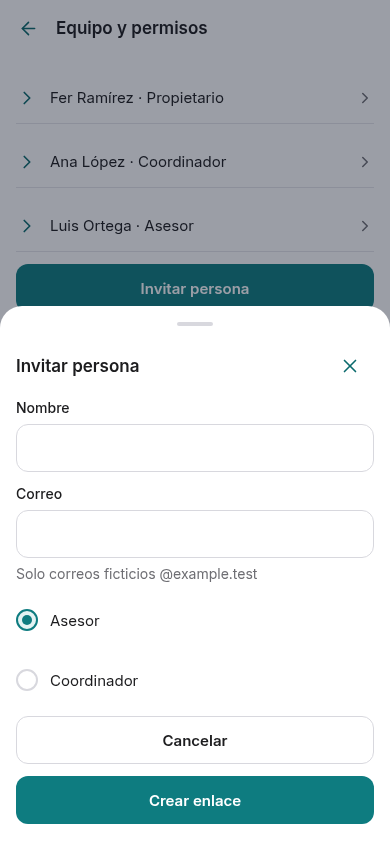 Equipo y permisos
Fer Ramírez · Propietario
Ana López · Coordinador
Luis Ortega · Asesor
Invitar persona
Invitar persona
Nombre
Correo
Solo correos ficticios @example.test
Asesor
Coordinador
Cancelar
Crear enlace